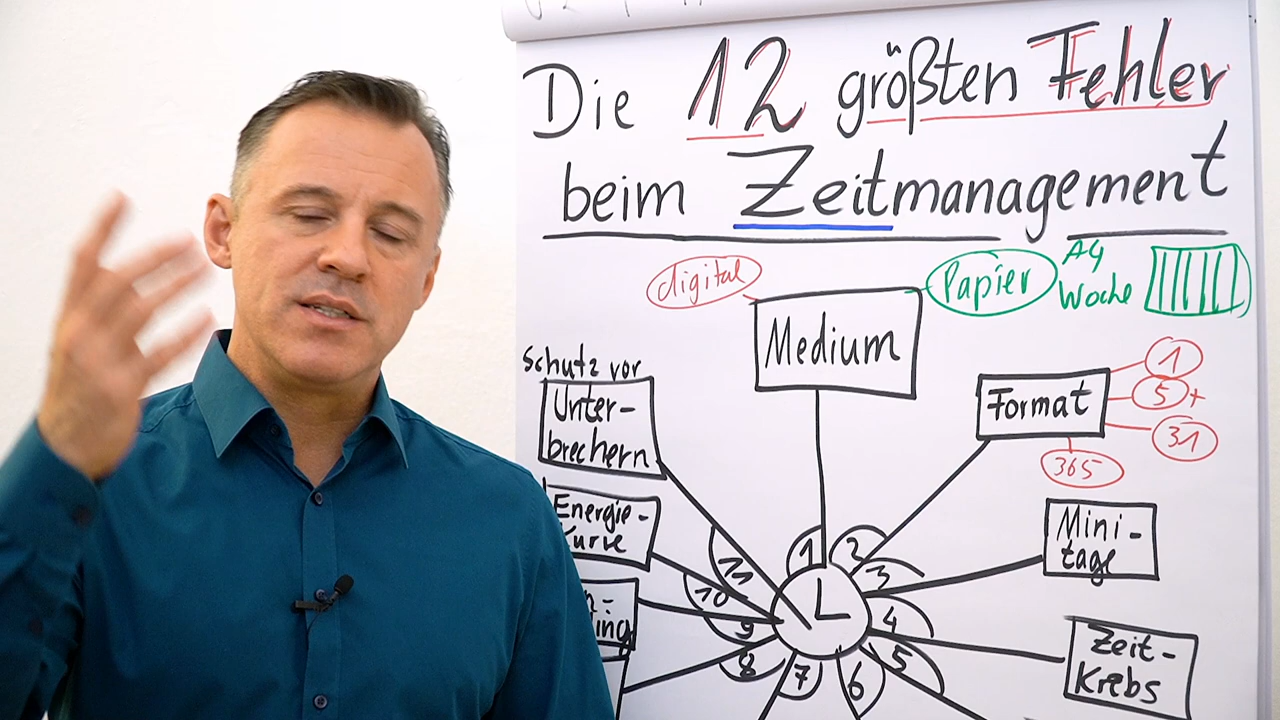 Die 12 größten Fehler
beim Zeitmanagement
digital
Papier
A4
Woche
Medium
Schutz vor
Unter-
brechern
Format
1
5+
31
365
Energie-
kurve
Mini-
tage
Zeit-
Krebs
1
2
3
4
5
6
7
8
9
10
11